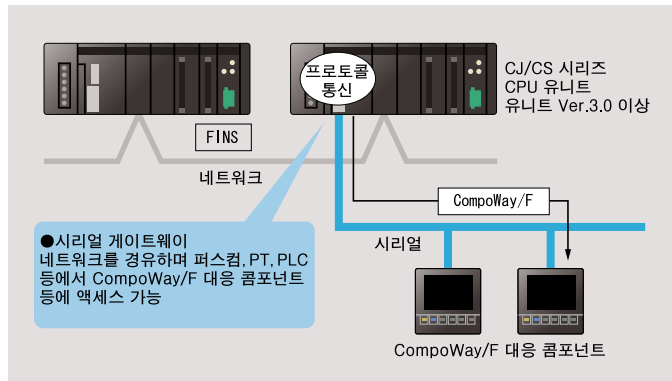 프로토콜
통신
CJ/CS 시리즈
CPU 유니트
유니트 Ver.3.0 이상
FINS
네트워크
CompoWay/F
●시리얼 게이트웨이
네트워크를 경유하며 퍼스컴, PT, PLC
등에서 CompoWay/F 대응 콤포넌트
등에 액세스 가능
시리얼
CompoWay/F 대응 콤포넌트